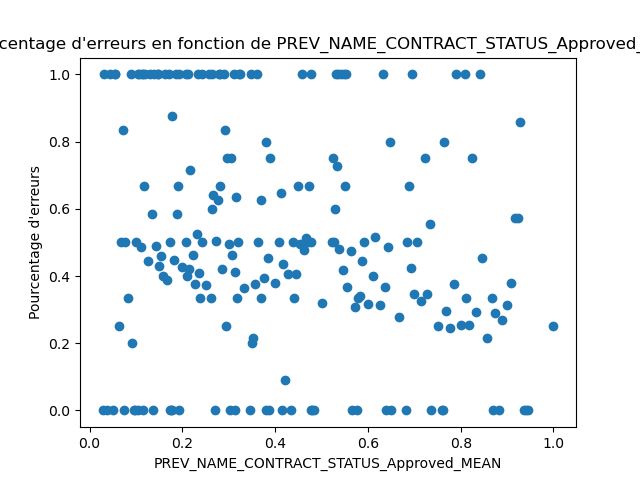 centage d'erreurs en fonction de PREV_NAME_CONTRACT_STATUS_Approved_
1.0
0.8
0.6
0.4
0.2
0.0
Pourcentage d'erreurs
0.0 0.2 0.4 0.6 0.8 1.0
PREV_NAME_CONTRACT_STATUS_Approved_MEAN